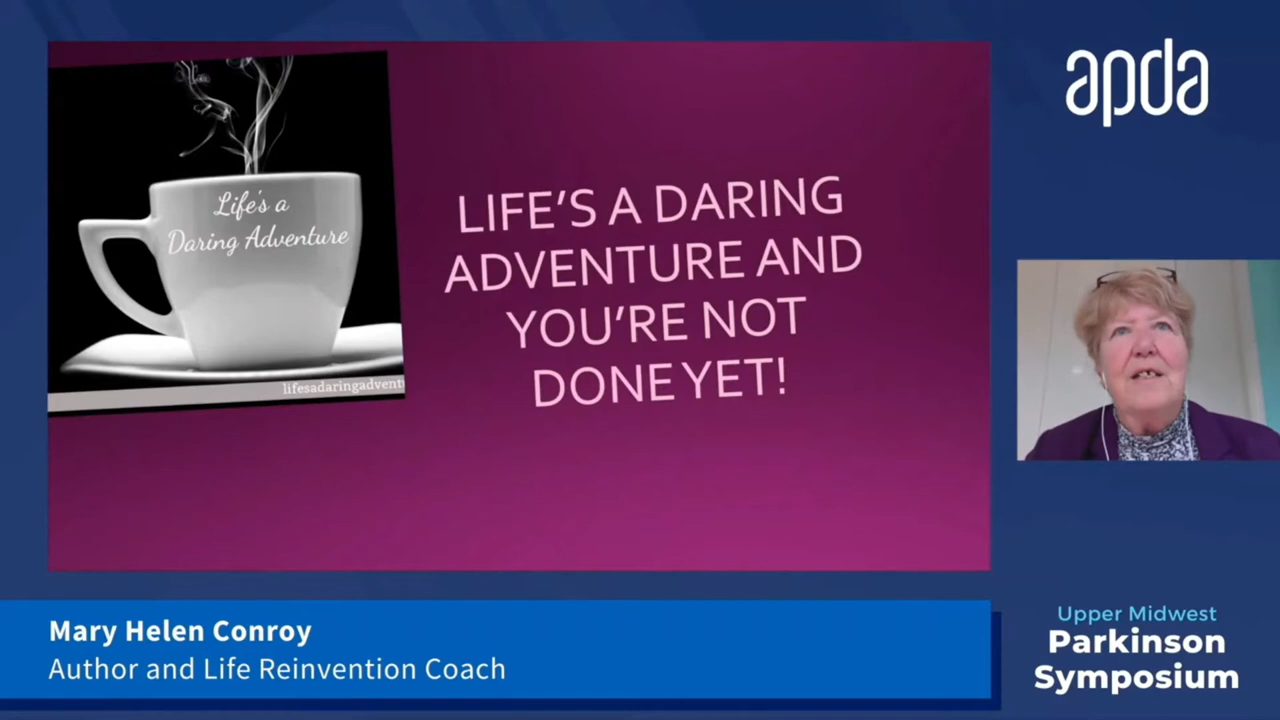 Life's a
Daring Adventure
lifesadaringadvent
LIFE'S A DARING
ADVENTURE AND
YOU'RE NOT
DONE YET!
apda
Mary Helen Conroy
Author and Life Reinvention Coach
Upper Midwest
Parkinson
Symposium